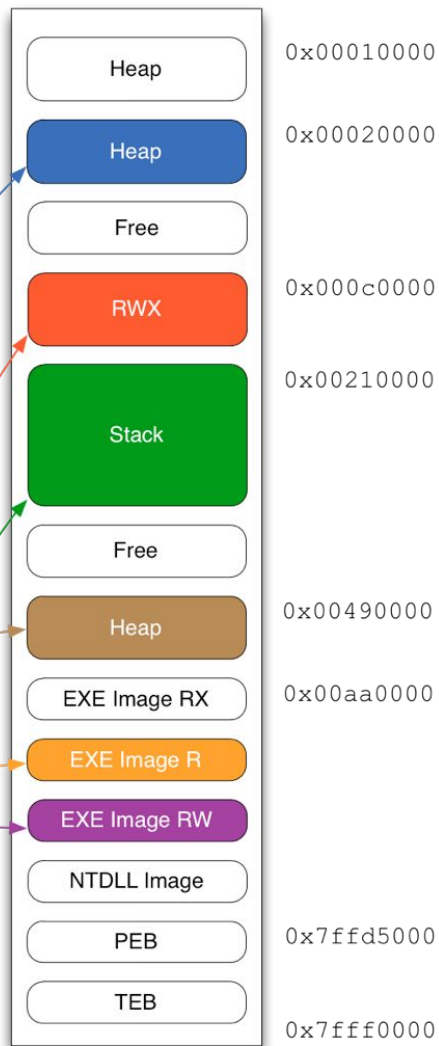 Heap 0x00010000
Heap 0x00020000
Free
RWX 0x000c0000
Stack 0x00210000
Free
Heap 0x00490000
EXE Image RX 0x00aa0000
EXE Image R
EXE Image RW
NTDLL Image
PEB 0x7ffd5000
TEB
0x7fff0000